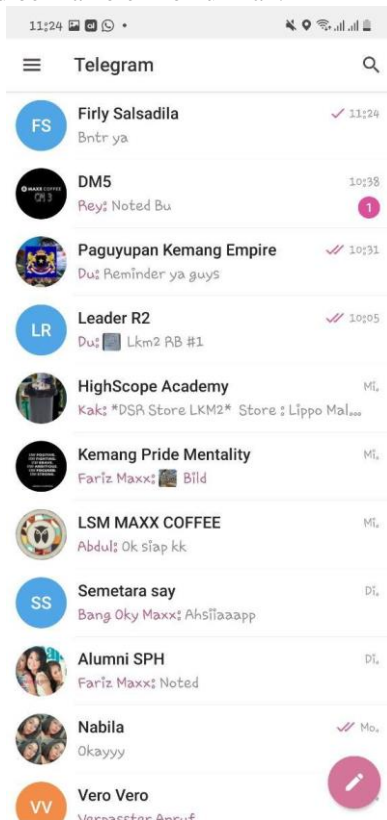 11:24
Telegram
FS
Firly Salsadila
11:24
Bntr ya
MAXX COFFEE
DM5
10:38
Rey: Noted Bu
1
Paguyupan Kemang Empire
10:31
Du: Reminder ya guys
LR
Leader R2
10:05
Du: Lkm2 RB #1
HighScope Academy
Mi.
Kak: *DSR Store LKM2* Store : Lippo Mal...
Kemang Pride Mentality
Mi.
Fariz Maxx: Bild
LSM MAXX COFFEE
Mi.
Abdul: Ok siap kk
SS
Semetara say
Di.
Bang Oky Maxx: Ahsiiaaapp
Alumni SPH
Di.
Fariz Maxx: Noted
Nabila
Mo.
Okayyy
VV
Vero Vero
Verpasster Anruf